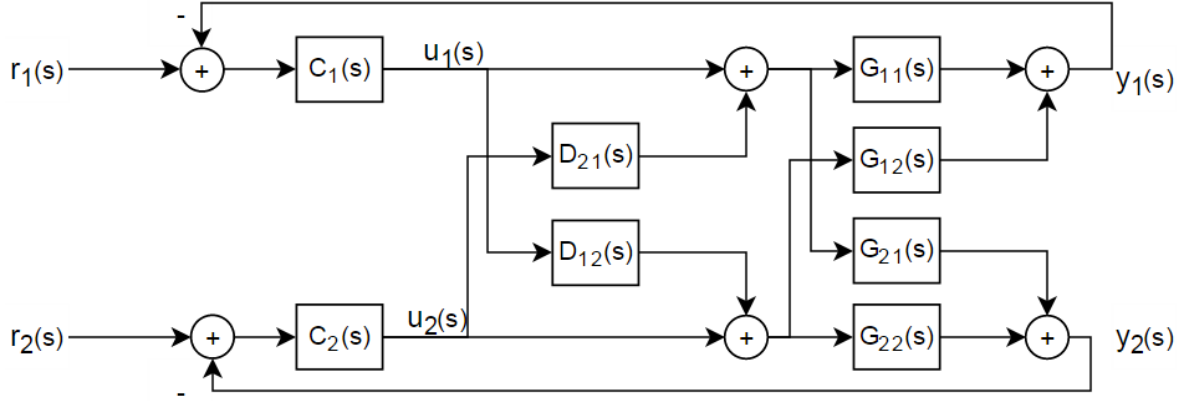 -
r₁(s)
+
C₁(s)
u₁(s)
+
G₁₁(s)
+
y₁(s)
D₂₁(s)
G₁₂(s)
D₁₂(s)
G₂₁(s)
r₂(s)
+
C₂(s)
u₂(s)
+
G₂₂(s)
+
y₂(s)
-